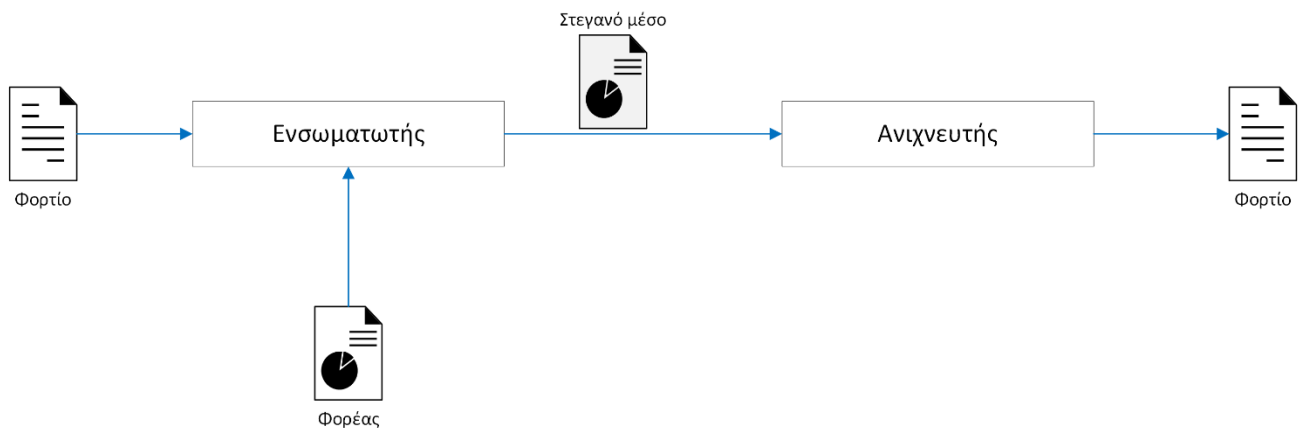 Στεγανό μέσο
Ενσωματωτής
Ανιχνευτής
Φορτίο
Φορτίο
Φορέας